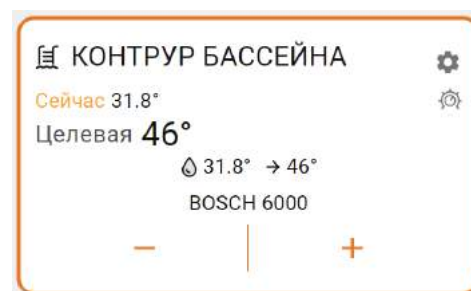 КОНТРУР БАССЕЙНА
Сейчас 31.8°
Целевая 46°
31.8° → 46°
BOSCH 6000
− +